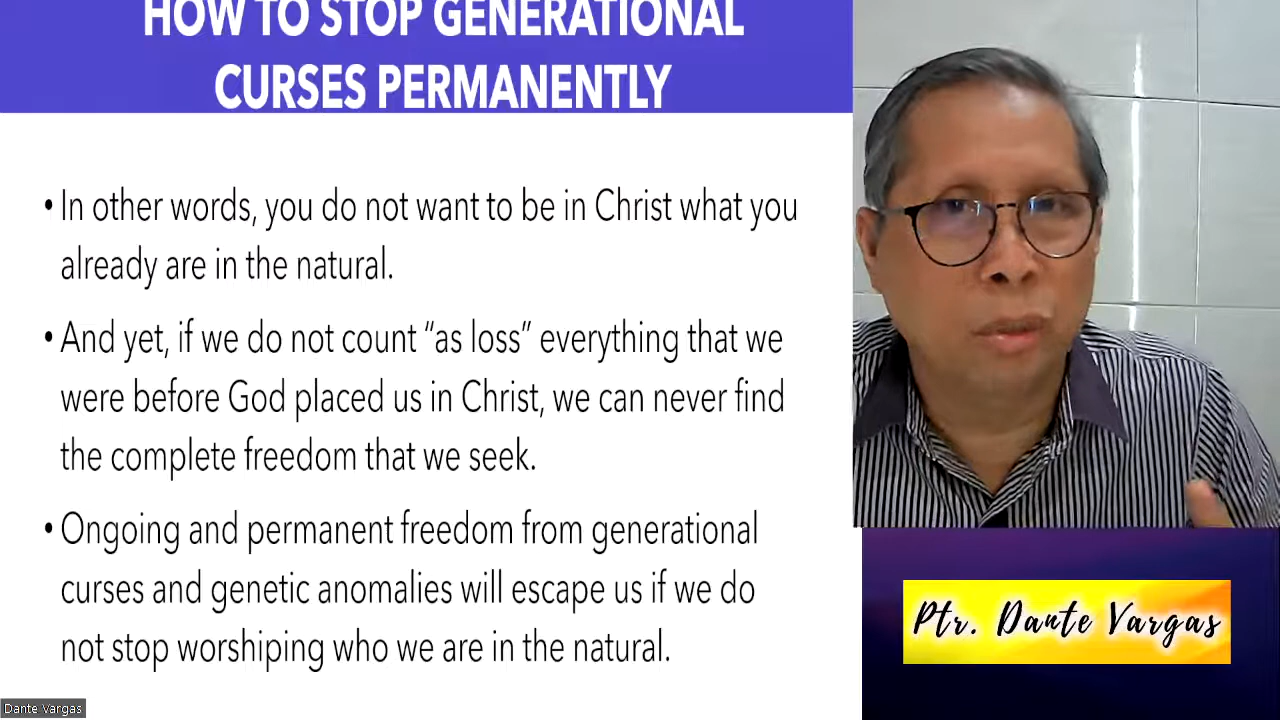 HOW TO STOP GENERATIONAL
CURSES PERMANENTLY
• In other words, you do not want to be in Christ what you
already are in the natural.
• And yet, if we do not count “as loss” everything that we
were before God placed us in Christ, we can never find
the complete freedom that we seek.
• Ongoing and permanent freedom from generational
curses and genetic anomalies will escape us if we do
not stop worshiping who we are in the natural.
Ptr. Dante Vargas
Dante Vargas